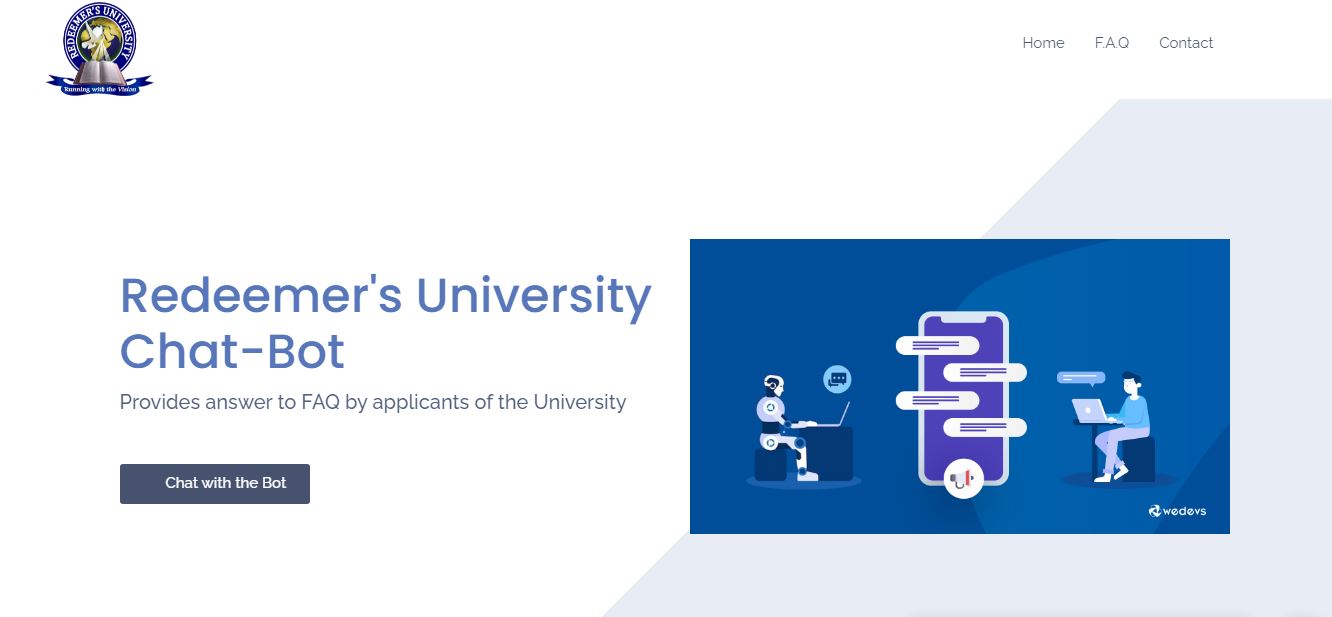 REDEEMER'S UNIVERSITY
Running with the Vision
Home
F.A.Q
Contact
Redeemer's University
Chat-Bot
Provides answer to FAQ by applicants of the University
Chat with the Bot
wedevs